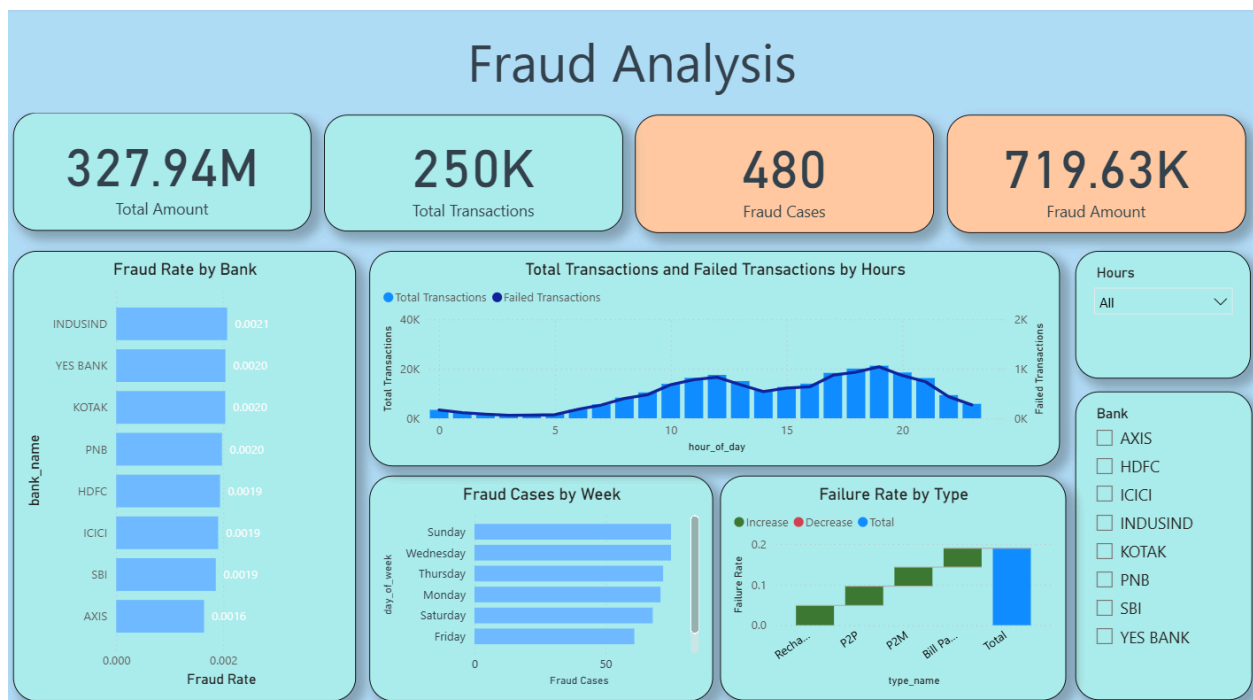 Fraud Analysis
327.94M
Total Amount
250K
Total Transactions
480
Fraud Cases
719.63K
Fraud Amount
Fraud Rate by Bank
bank_name
INDUSIND
0.0021
YES BANK
0.0020
KOTAK
0.0020
PNB
0.0020
HDFC
0.0019
ICICI
0.0019
SBI
0.0019
AXIS
0.0016
0.000
0.002
Fraud Rate
Total Transactions and Failed Transactions by Hours
Total Transactions
Failed Transactions
Total Transactions
40K
20K
0K
2K
1K
0K
Failed Transactions
0
5
10
15
20
hour_of_day
Hours
All
Fraud Cases by Week
day_of_week
Sunday
Wednesday
Thursday
Monday
Saturday
Friday
0
50
Fraud Cases
Failure Rate by Type
Increase
Decrease
Total
Failure Rate
0.2
0.1
0.0
Recha...
P2P
P2M
Bill Pa...
Total
type_name
Bank
AXIS
HDFC
ICICI
INDUSIND
KOTAK
PNB
SBI
YES BANK